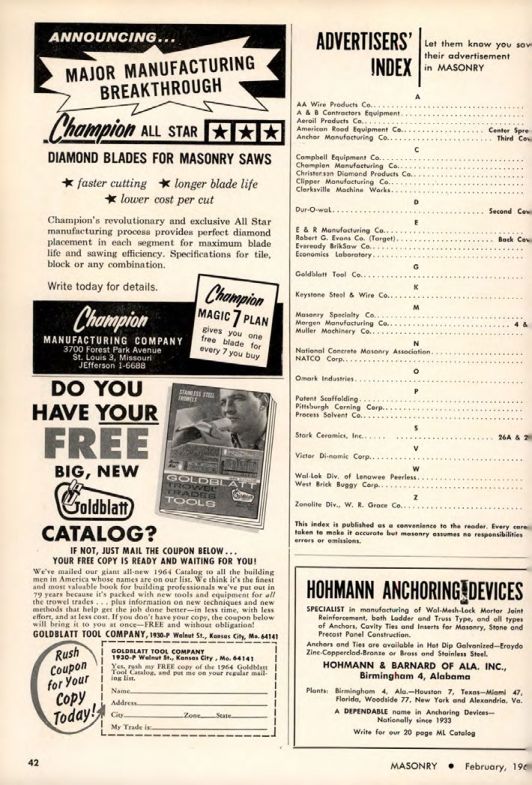 ANNOUNCING...
MAJOR MANUFACTURING
BREAKTHROUGH
Champion ALL STAR
DIAMOND BLADES FOR MASONRY SAWS
faster cutting longer blade life
lower cost per cut
Champion's revolutionary and exclusive All Star
manufacturing process provides perfect diamond
placement in each segment for maximum blade
life and sawing efficiency. Specifications for tile,
block or any combination.
Write today for details.
Champion
MANUFACTURING COMPANY
3700 Forest Park Avenue
St. Louis 3, Missouri
JEfferson 1-6688
Champion
MAGIC 7 PLAN
gives you one
free blade for
every 7 you buy
DO YOU
HAVE YOUR
FREE
BIG, NEW
Goldblatt
CATALOG?
STAINLESS STEEL
TROWELS
GOLDBLATT
TROWEL
TRADES
TOOLS
IF NOT, JUST MAIL THE COUPON BELOW...
YOUR FREE COPY IS READY AND WAITING FOR YOU!
We've mailed our giant all-new 1964 Catalog to all the building
men in America whose names are on our list. We think it's the finest
and most valuable book for building professionals we've put out in
79 years because it's packed with new tools and equipment for all
the trowel trades . . . plus information on new techniques and new
methods that help get the job done better—in less time, with less
effort, and at less cost. If you don't have your copy, the coupon below
will bring it to you at once—FREE and without obligation!
GOLDBLATT TOOL COMPANY, 1930-P Walnut St., Kansas City, Mo. 64141
Rush
Coupon
for Your
Copy
Today!
GOLDBLATT TOOL COMPANY
1930-P Walnut St., Kansas City , Mo. 64141
Yes, rush my FREE copy of the 1964 Goldblatt
Tool Catalog, and put me on your regular mail-
ing list.
Name
Address
City Zone State
My Trade is:
42
ADVERTISERS'
INDEX
Let them know you sav
their advertisement
in MASONRY
A
AA Wire Products Co.
A & B Contractors Equipment
Aeroil Products Co.
American Road Equipment Co. Center Spre
Anchor Manufacturing Co. Third Cov
C
Campbell Equipment Co.
Champion Manufacturing Co.
Christensen Diamond Products Co.
Clipper Manufacturing Co.
Clarksville Machine Works
D
Dur-O-waL Second Cov
E
E & R Manufacturing Co.
Robert G. Evans Co. (Target) Back Cov
Eveready BrikSaw Co.
Economics Laboratory
G
Goldblatt Tool Co.
K
Keystone Steel & Wire Co.
M
Masonry Specialty Co.
Morgen Manufacturing Co. 4 &
Muller Machinery Co.
N
National Concrete Masonry Association
NATCO Corp.
O
Omark Industries
P
Patent Scaffolding
Pittsburgh Corning Corp.
Process Solvent Co.
S
Stark Ceramics, Inc. 26A & 2
V
Victor Di-namic Corp.
W
Wal-Lok Div. of Lenawee Peerless
West Brick Buggy Corp.
Z
Zonolite Div., W. R. Grace Co.
This index is published as a convenience to the reader. Every care
taken to make it accurate but masonry assumes no responsibilities
errors or omissions.
HOHMANN ANCHORING DEVICES
SPECIALIST in manufacturing of Wal-Mesh-Lock Mortar Joint
Reinforcement, both Ladder and Truss Type, and all types
of Anchors, Cavity Ties and Inserts for Masonry, Stone and
Precast Panel Construction.
Anchors and Ties are available in Hot Dip Galvanized—Eraydo
Zinc-Copperclad-Bronze or Brass and Stainless Steel.
HOHMANN & BARNARD OF ALA. INC.,
Birmingham 4, Alabama
Plants: Birmingham 4, Ala.—Houston 7, Texas—Miami 47,
Florida, Woodside 77, New York and Alexandria, Va.
A DEPENDABLE name in Anchoring Devices—
Nationally since 1933
Write for our 20 page ML Catalog
MASONRY • February, 196